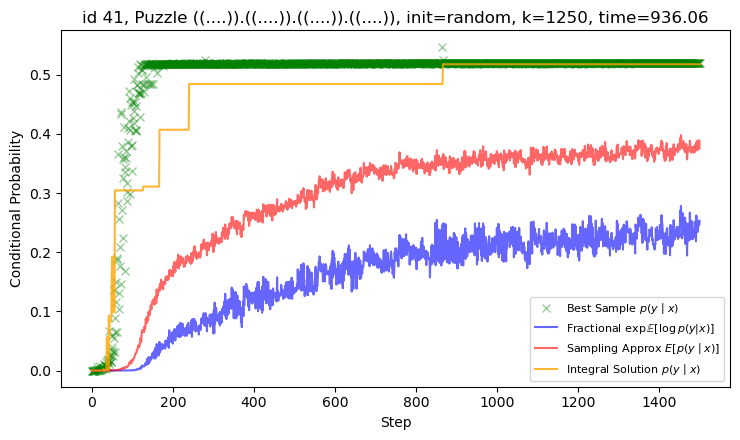 id 41, Puzzle ((....)).((....)).((....)).((....)), init=random, k=1250, time=936.06
Conditional Probability
0.5
0.4
0.3
0.2
0.1
0.0
Best Sample p(y | x)
Fractional exp𝔼[log p(y|x)]
Sampling Approx E[p(y | x)]
Integral Solution p(y | x)
0 200 400 600 800 1000 1200 1400
Step